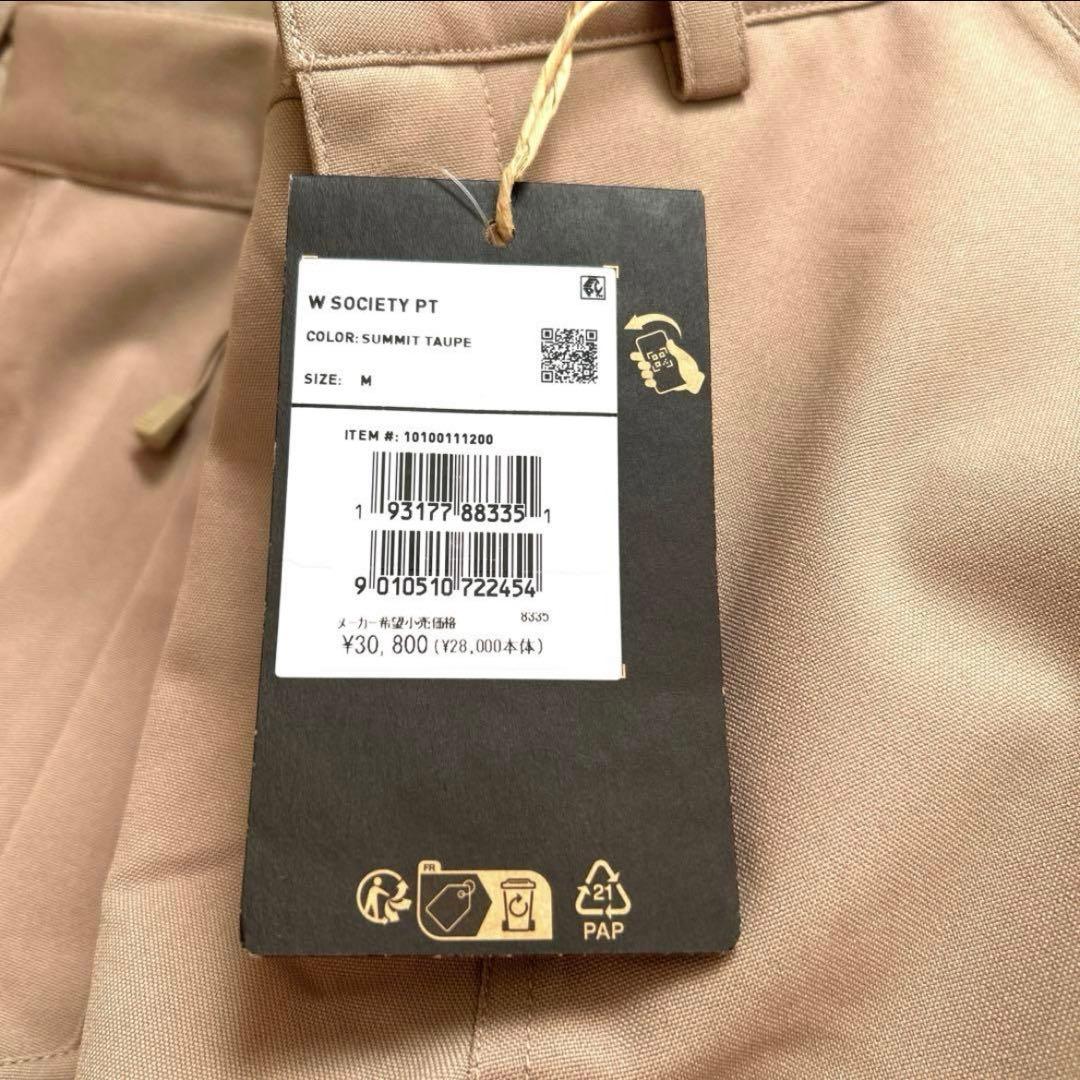 W SOCIETY PT
COLOR: SUMMIT TAUPE
SIZE: M
ITEM #: 10100111200
1 93177 88335 1
9 010510 722454
8335
メーカー希望小売価格
¥30,800(¥28,000本体)
FR
21
PAP